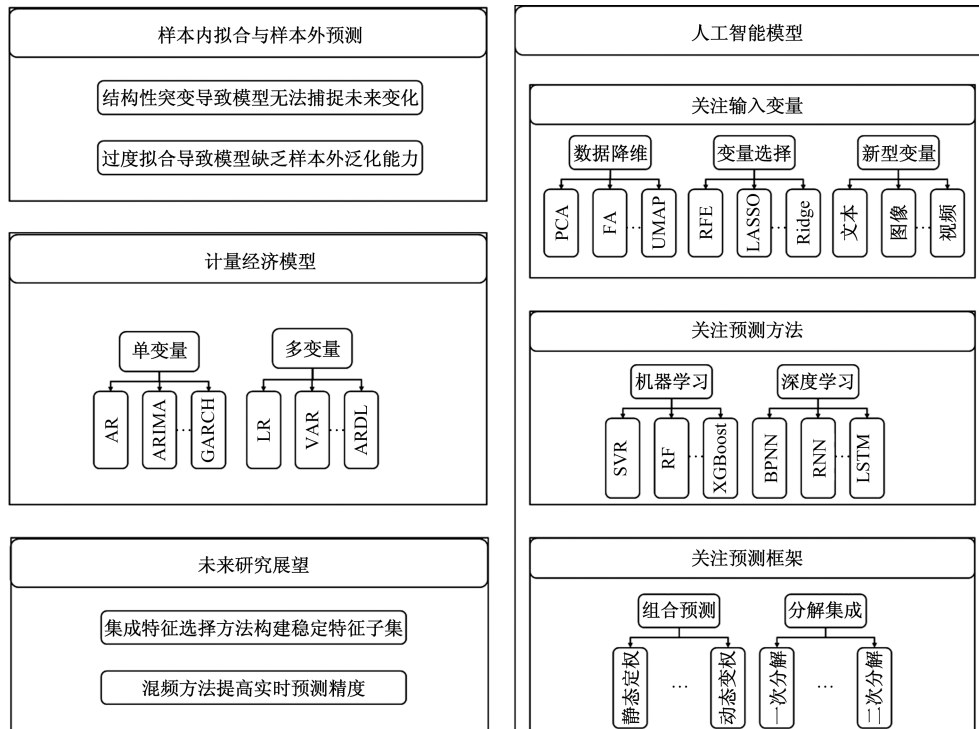 样本内拟合与样本外预测
结构性突变导致模型无法捕捉未来变化
过度拟合导致模型缺乏样本外泛化能力
计量经济模型
单变量
多变量
AR
ARIMA
…
GARCH
LR
VAR
…
ARDL
未来研究展望
集成特征选择方法构建稳定特征子集
混频方法提高实时预测精度
人工智能模型
关注输入变量
数据降维
变量选择
新型变量
PCA
FA
…
UMAP
RFE
LASSO
…
Ridge
文本
图像
…
视频
关注预测方法
机器学习
深度学习
SVR
RF
…
XGBoost
BPNN
RNN
…
LSTM
关注预测框架
组合预测
分解集成
静态定权
…
动态变权
一次分解
…
二次分解